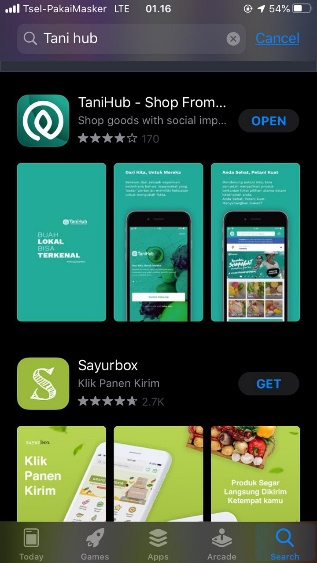 Tsel-PakaiMasker LTE 01.16 54%
Tani hub Cancel
TaniHub - Shop From...
Shop goods with social imp...
170
OPEN
TaniHub
BUAH
LOKAL
BISA
TERKENAL
Dari Kita, Untuk Mereka
TaniHub
Anda Sehat, Petani Kuat
Sayurbox
Klik Panen Kirim
2.7K
GET
Klik
Panen
Kirim
Produk Segar
Langsung Dikirim
Ketempat kamu
Today Games Apps Arcade Search